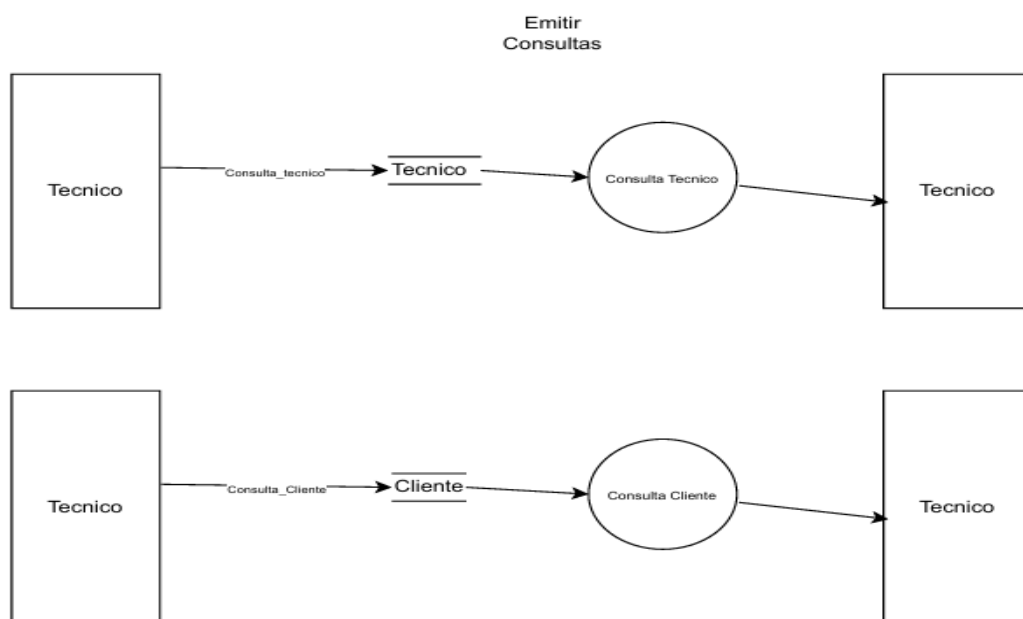 Emitir
Consultas
Tecnico
Consulta_tecnico
Tecnico
Consulta Tecnico
Tecnico
Tecnico
Consulta_Cliente
Cliente
Consulta Cliente
Tecnico